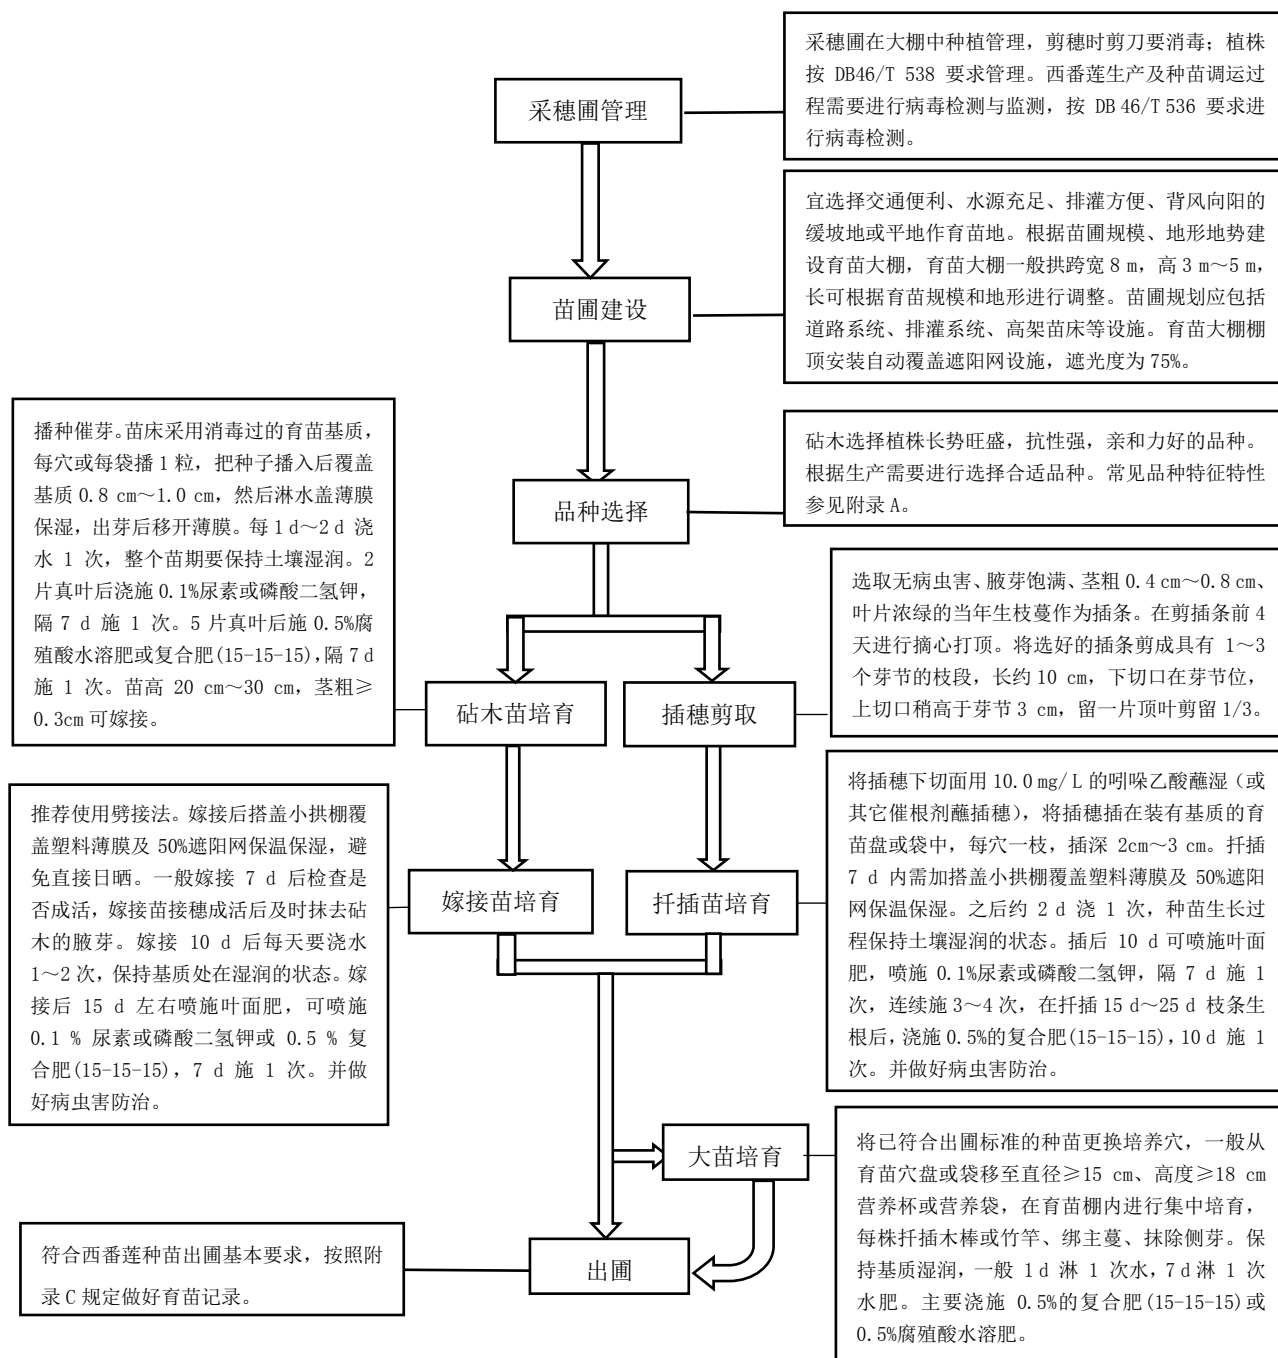 采穗圃管理
采穗圃在大棚中种植管理，剪穗时剪刀要消毒；植株
按 DB46/T 538 要求管理。西番莲生产及种苗调运过
程需要进行病毒检测与监测，按 DB 46/T 536 要求进
行病毒检测。
苗圃建设
宜选择交通便利、水源充足、排灌方便、背风向阳的
缓坡地或平地作育苗地。根据苗圃规模、地形地势建
设育苗大棚，育苗大棚一般拱跨宽 8 m，高 3 m～5 m，
长可根据育苗规模和地形进行调整。苗圃规划应包括
道路系统、排灌系统、高架苗床等设施。育苗大棚棚
顶安装自动覆盖遮阳网设施，遮光度为 75%。
品种选择
砧木选择植株长势旺盛，抗性强，亲和力好的品种。
根据生产需要进行选择合适品种。常见品种特征特性
参见附录 A。
播种催芽。苗床采用消毒过的育苗基质，
每穴或每袋播 1 粒，把种子播入后覆盖
基质 0.8 cm～1.0 cm，然后淋水盖薄膜
保湿，出芽后移开薄膜。每 1 d～2 d 浇
水 1 次，整个苗期要保持土壤湿润。2
片真叶后浇施 0.1%尿素或磷酸二氢钾，
隔 7 d 施 1 次。5 片真叶后施 0.5%腐
殖酸水溶肥或复合肥(15-15-15)，隔 7 d
施 1 次。苗高 20 cm～30 cm，茎粗≥
0.3cm 可嫁接。
砧木苗培育
插穗剪取
选取无病虫害、腋芽饱满、茎粗 0.4 cm～0.8 cm、
叶片浓绿的当年生枝蔓作为插条。在剪插条前 4
天进行摘心打顶。将选好的插条剪成具有 1～3
个芽节的枝段，长约 10 cm，下切口在芽节位，
上切口稍高于芽节 3 cm，留一片顶叶剪留 1/3。
推荐使用劈接法。嫁接后搭盖小拱棚覆
盖塑料薄膜及 50%遮阳网保温保湿，避
免直接日晒。一般嫁接 7 d 后检查是
否成活，嫁接苗接穗成活后及时抹去砧
木的腋芽。嫁接 10 d 后每天要浇水
1～2 次，保持基质处在湿润的状态。嫁
接后 15 d 左右喷施叶面肥，可喷施
0.1 % 尿素或磷酸二氢钾或 0.5 % 复
合肥(15-15-15)，7 d 施 1 次。并做
好病虫害防治。
嫁接苗培育
扦插苗培育
将插穗下切面用 10.0 mg/L 的吲哚乙酸蘸湿（或
其它催根剂蘸插穗），将插穗插在装有基质的育
苗盘或袋中，每穴一枝，插深 2cm～3 cm。扦插
7 d 内需加搭盖小拱棚覆盖塑料薄膜及 50%遮阳
网保温保湿。之后约 2 d 浇 1 次，种苗生长过
程保持土壤湿润的状态。插后 10 d 可喷施叶面
肥，喷施 0.1%尿素或磷酸二氢钾，隔 7 d 施 1
次，连续施 3～4 次，在扦插 15 d～25 d 枝条生
根后，浇施 0.5%的复合肥(15-15-15)，10 d 施 1
次。并做好病虫害防治。
大苗培育
将已符合出圃标准的种苗更换培养穴，一般从
育苗穴盘或袋移至直径≥15 cm、高度≥18 cm
营养杯或营养袋，在育苗棚内进行集中培育，
每株扦插木棒或竹竿、绑主蔓、抹除侧芽。保
持基质湿润，一般 1d 淋 1 次水，7d 淋 1 次
水肥。主要浇施 0.5%的复合肥(15-15-15)或
0.5%腐殖酸水溶肥。
出圃
符合西番莲种苗出圃基本要求，按照附
录 C 规定做好育苗记录。